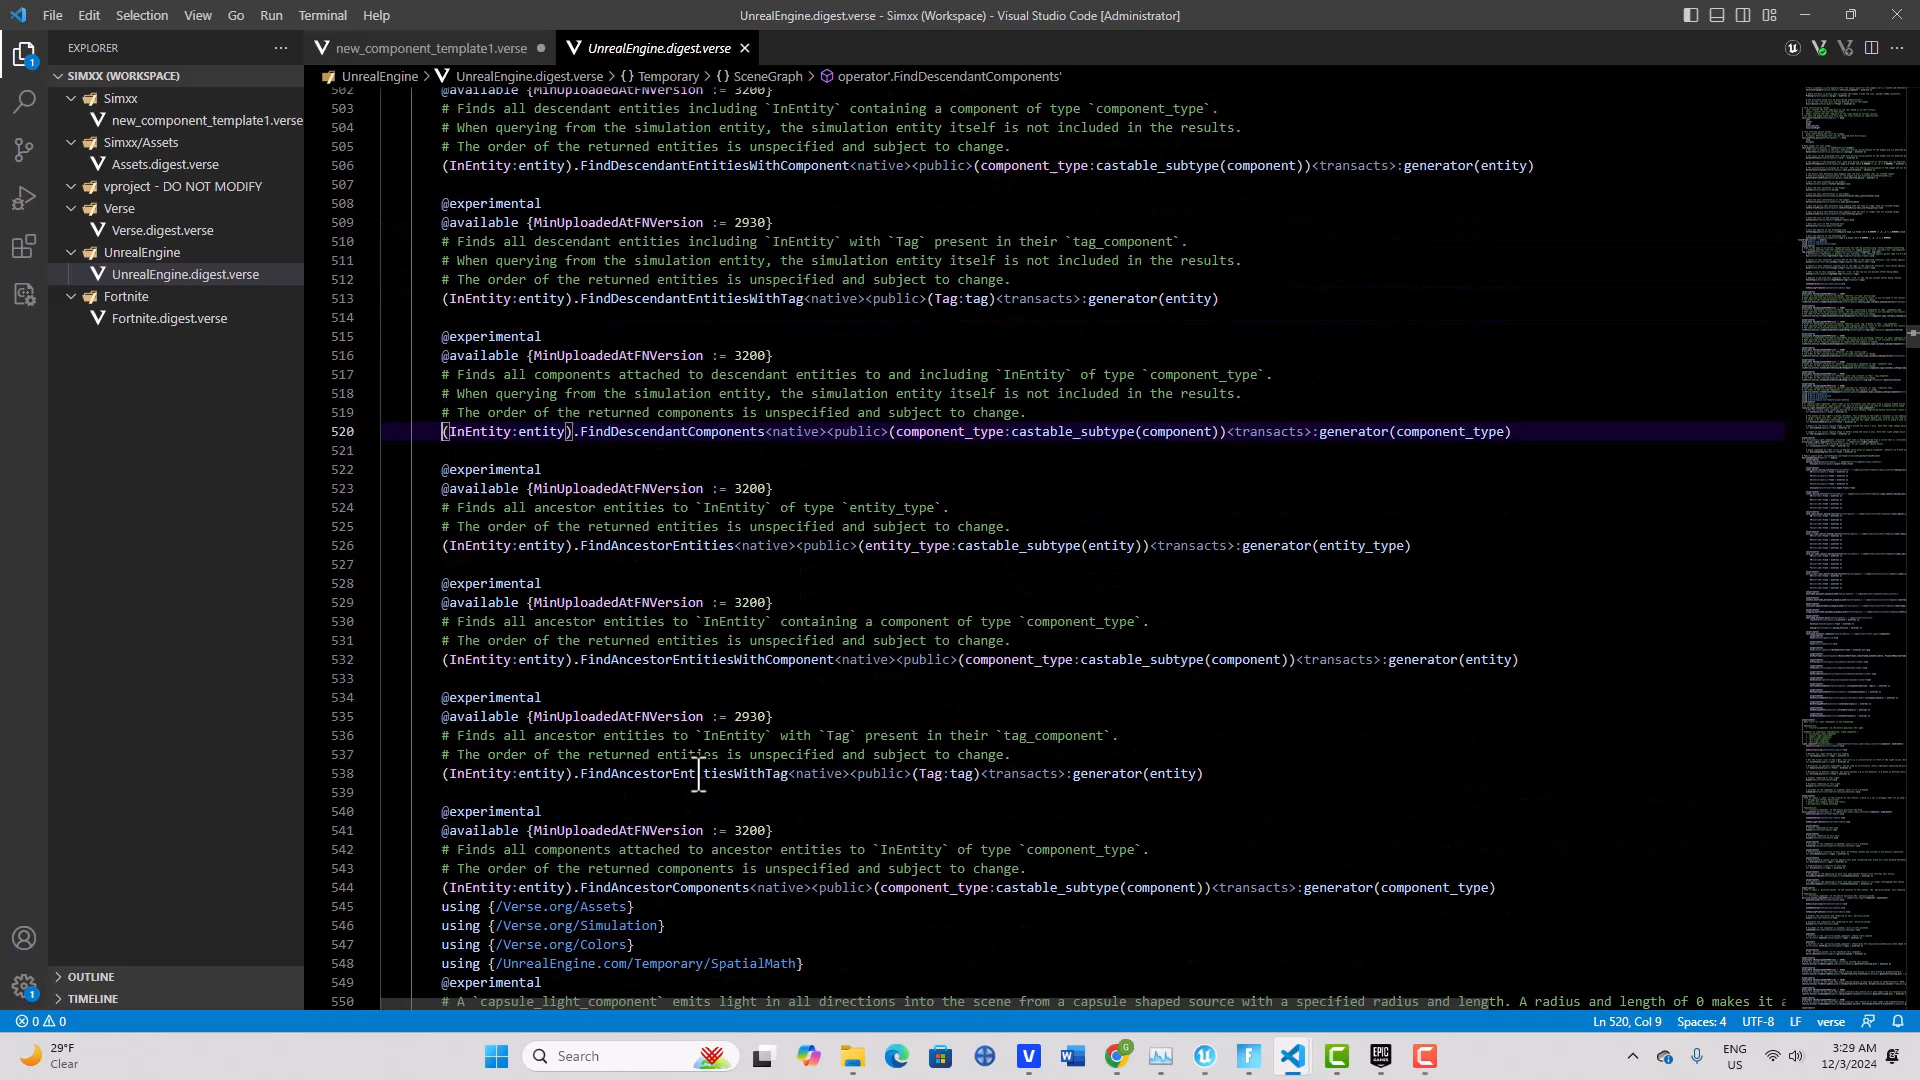 File Edit Selection View Go Run Terminal Help
UnrealEngine.digest.verse - Simxx (Workspace) - Visual Studio Code [Administrator]
EXPLORER
new_component_template1.verse
UnrealEngine.digest.verse
SIMXX (WORKSPACE)
Simxx
new_component_template1.verse
Simxx/Assets
Assets.digest.verse
vproject - DO NOT MODIFY
Verse
Verse.digest.verse
UnrealEngine
UnrealEngine.digest.verse
Fortnite
Fortnite.digest.verse
OUTLINE
TIMELINE
UnrealEngine > UnrealEngine.digest.verse > {} Temporary > {} SceneGraph > operator'.FindDescendantComponents'
502 @available {MinUploadedAtFNVersion := 3200}
503 # Finds all descendant entities including `InEntity` containing a component of type `component_type`.
504 # When querying from the simulation entity, the simulation entity itself is not included in the results.
505 # The order of the returned entities is unspecified and subject to change.
506 (InEntity:entity).FindDescendantEntitiesWithComponent<native><public>(component_type:castable_subtype(component))<transacts>:generator(entity)
507
508 @experimental
509 @available {MinUploadedAtFNVersion := 2930}
510 # Finds all descendant entities including `InEntity` with `Tag` present in their `tag_component`.
511 # When querying from the simulation entity, the simulation entity itself is not included in the results.
512 # The order of the returned entities is unspecified and subject to change.
513 (InEntity:entity).FindDescendantEntitiesWithTag<native><public>(Tag:tag)<transacts>:generator(entity)
514
515 @experimental
516 @available {MinUploadedAtFNVersion := 3200}
517 # Finds all components attached to descendant entities to and including `InEntity` of type `component_type`.
518 # When querying from the simulation entity, the simulation entity itself is not included in the results.
519 # The order of the returned components is unspecified and subject to change.
520 (InEntity:entity).FindDescendantComponents<native><public>(component_type:castable_subtype(component))<transacts>:generator(component_type)
521
522 @experimental
523 @available {MinUploadedAtFNVersion := 3200}
524 # Finds all ancestor entities to `InEntity` of type `entity_type`.
525 # The order of the returned entities is unspecified and subject to change.
526 (InEntity:entity).FindAncestorEntities<native><public>(entity_type:castable_subtype(entity))<transacts>:generator(entity_type)
527
528 @experimental
529 @available {MinUploadedAtFNVersion := 3200}
530 # Finds all ancestor entities to `InEntity` containing a component of type `component_type`.
531 # The order of the returned entities is unspecified and subject to change.
532 (InEntity:entity).FindAncestorEntitiesWithComponent<native><public>(component_type:castable_subtype(component))<transacts>:generator(entity)
533
534 @experimental
535 @available {MinUploadedAtFNVersion := 2930}
536 # Finds all ancestor entities to `InEntity` with `Tag` present in their `tag_component`.
537 # The order of the returned entities is unspecified and subject to change.
538 (InEntity:entity).FindAncestorEntitiesWithTag<native><public>(Tag:tag)<transacts>:generator(entity)
539
540 @experimental
541 @available {MinUploadedAtFNVersion := 3200}
542 # Finds all components attached to ancestor entities to `InEntity` of type `component_type`.
543 # The order of the returned components is unspecified and subject to change.
544 (InEntity:entity).FindAncestorComponents<native><public>(component_type:castable_subtype(component))<transacts>:generator(component_type)
545 using {/Verse.org/Assets}
546 using {/Verse.org/Simulation}
547 using {/Verse.org/Colors}
548 using {/UnrealEngine.com/Temporary/SpatialMath}
549 @experimental
550 # A `capsule_light_component` emits light in all directions into the scene from a capsule shaped source with a specified radius and length. A radius and length of 0 makes it a
0 0
Ln 520, Col 9 Spaces: 4 UTF-8 LF verse
29°F
Clear
Search
ENG
US
3:29 AM
12/3/2024